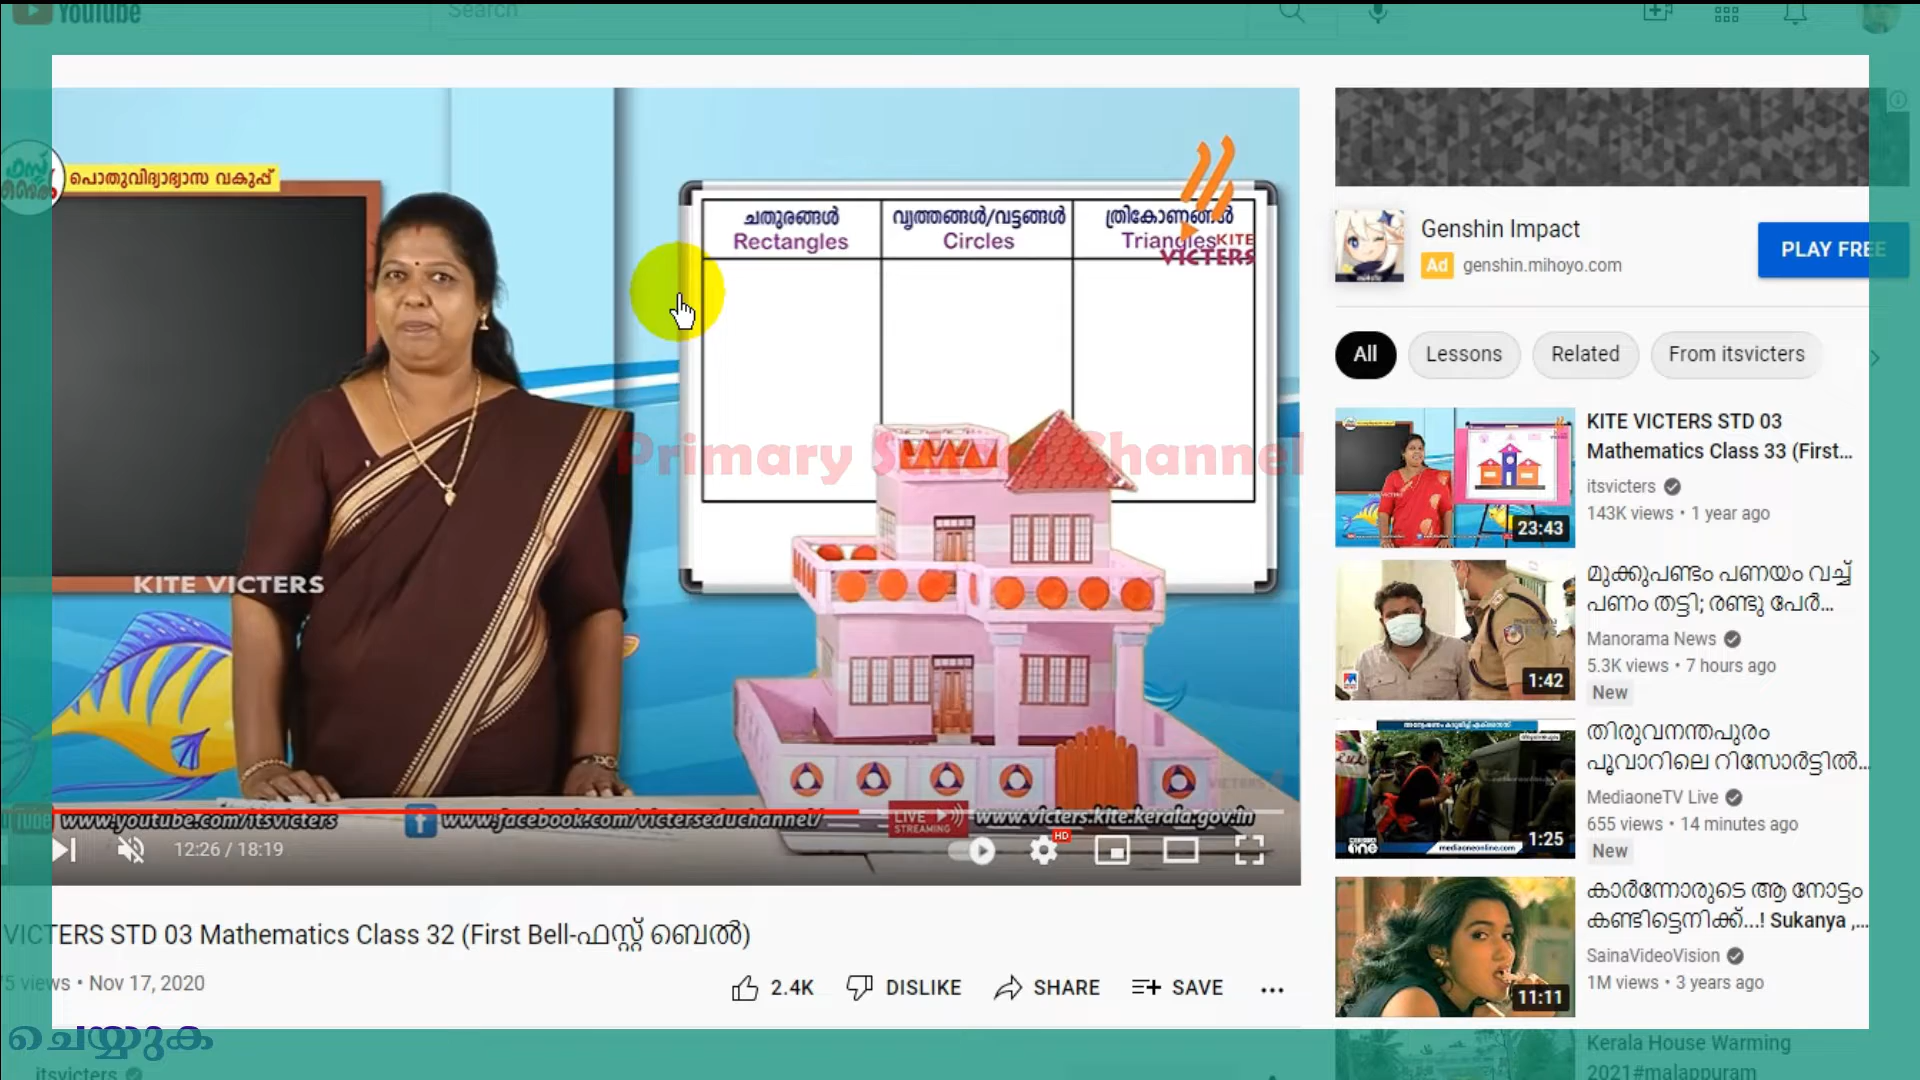 YouTube
Search
ഫസ്റ്റ് ബെൽ
പൊതുവിദ്യാഭ്യാസ വകുപ്പ്
ചതുരങ്ങൾ
Rectangles
വൃത്തങ്ങൾ/വട്ടങ്ങൾ
Circles
ത്രികോണങ്ങൾ
Triangles
KITE
VICTERS
Primary School Channel
KITE VICTERS
www.youtube.com/itsvicters
www.facebook.com/victerseduchannel/
LIVE
STREAMING
www.victers.kite.kerala.gov.in
12:26 / 18:19
HD
VICTERS STD 03 Mathematics Class 32 (First Bell-ഫസ്റ്റ് ബെൽ)
5 views • Nov 17, 2020
2.4K
DISLIKE
SHARE
SAVE
ചെയ്യുക
itsvicters
Genshin Impact
Ad genshin.mihoyo.com
PLAY FREE
All
Lessons
Related
From itsvicters
KITE VICTERS STD 03
Mathematics Class 33 (First...
itsvicters
143K views • 1 year ago
23:43
മുക്കുപണ്ടം പണയം വച്ച്
പണം തട്ടി; രണ്ടു പേർ...
Manorama News
5.3K views • 7 hours ago
New
1:42
തിരുവനന്തപുരം
പൂവാറിലെ റിസോർട്ടിൽ...
MediaoneTV Live
655 views • 14 minutes ago
New
mediaoneonline.com
1:25
കാർന്നോരുടെ ആ നോട്ടം
കണ്ടിട്ടെനിക്ക്...! Sukanya ,...
SainaVideoVision
1M views • 3 years ago
11:11
Kerala House Warming
2021#malappuram